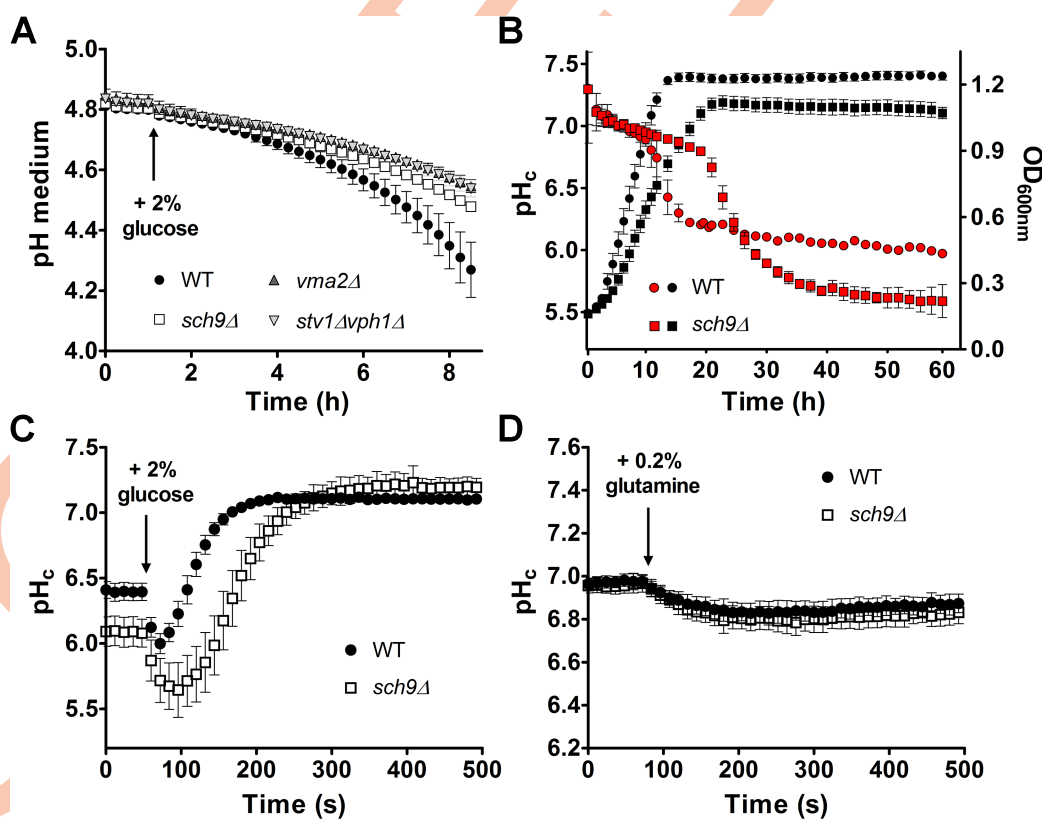 A
5.0
4.8
4.6
4.4
4.2
4.0
pH medium
+ 2%
glucose
WT
sch9Δ
vma2Δ
stv1Δvph1Δ
0
2
4
6
8
Time (h)
B
7.5
7.0
6.5
6.0
5.5
pHc
1.2
0.9
0.6
0.3
0.0
OD600nm
WT
sch9Δ
0
10
20
30
40
50
60
Time (h)
C
7.5
7.0
6.5
6.0
5.5
pHc
+ 2%
glucose
WT
sch9Δ
0
100
200
300
400
500
Time (s)
D
7.6
7.4
7.2
7.0
6.8
6.6
6.4
6.2
pHc
+ 0.2%
glutamine
WT
sch9Δ
0
100
200
300
400
500
Time (s)